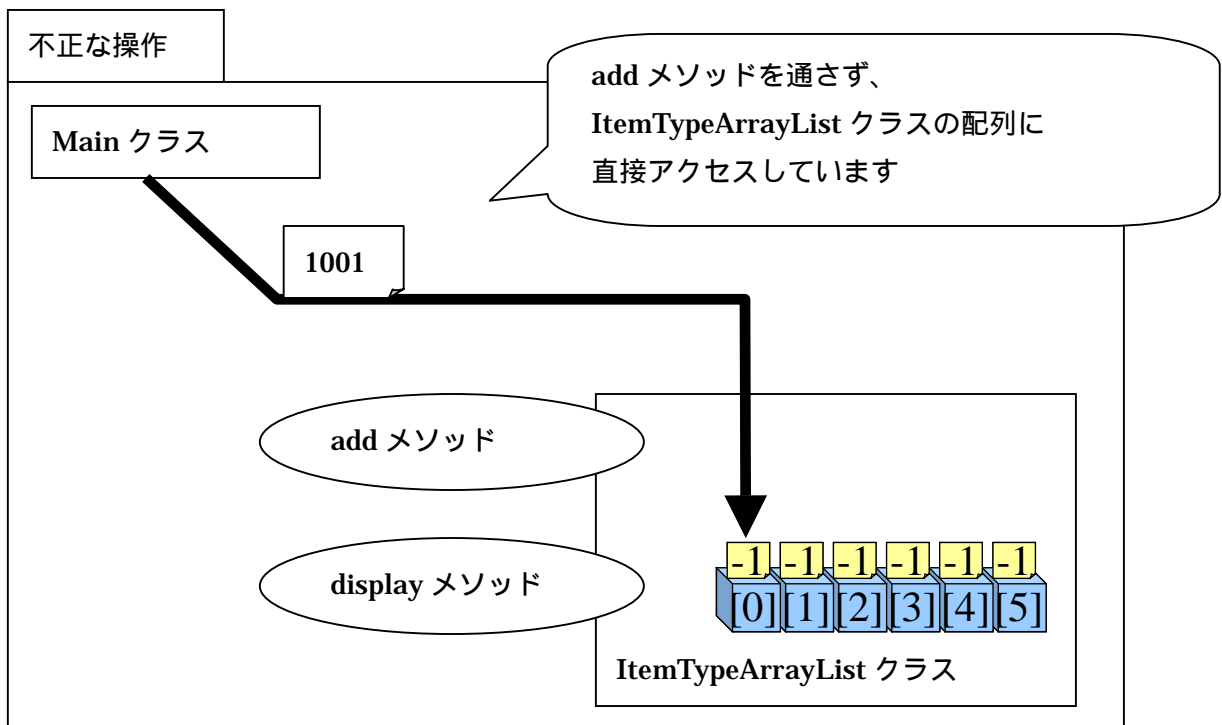 不正な操作
add メソッドを通さず、
ItemTypeArrayList クラスの配列に
直接アクセスしています
Main クラス
1001
add メソッド
display メソッド
-1 -1 -1 -1 -1 -1
[0] [1] [2] [3] [4] [5]
ItemTypeArrayList クラス